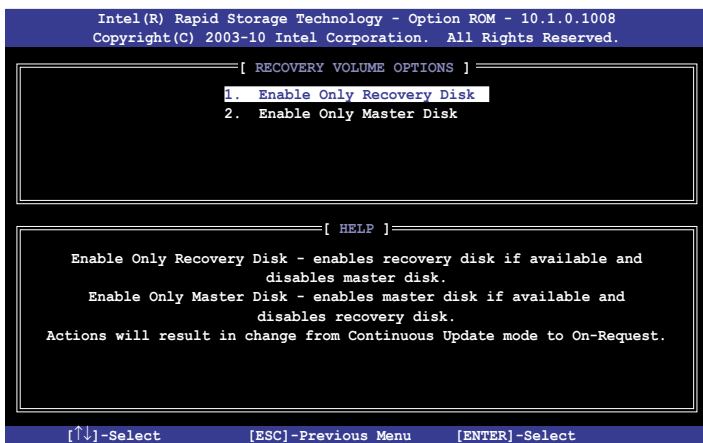 Intel(R) Rapid Storage Technology - Option ROM - 10.1.0.1008
Copyright(C) 2003-10 Intel Corporation. All Rights Reserved.
[ RECOVERY VOLUME OPTIONS ]
1. Enable Only Recovery Disk
2. Enable Only Master Disk
[ HELP ]
Enable Only Recovery Disk - enables recovery disk if available and
disables master disk.
Enable Only Master Disk - enables master disk if available and
disables recovery disk.
Actions will result in change from Continuous Update mode to On-Request.
[↑↓]-Select [ESC]-Previous Menu [ENTER]-Select